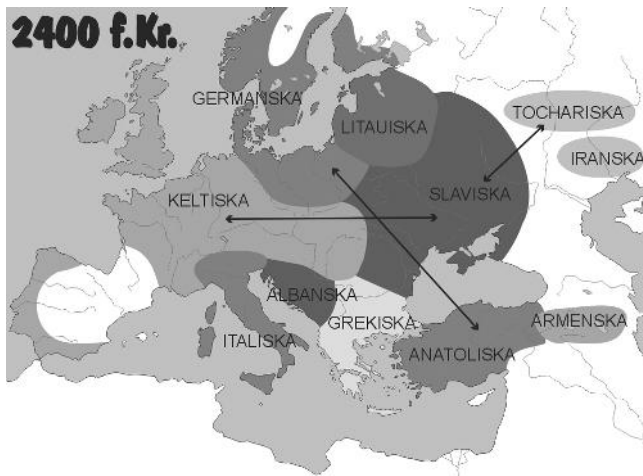 2400 f.Kr.
GERMANSKA
TOCHARISKA
LITAUISKA
IRANSKA
KELTISKA
SLAVISKA
ALBANSKA
GREKISKA
ARMENSKA
ITALISKA
ANATOLISKA